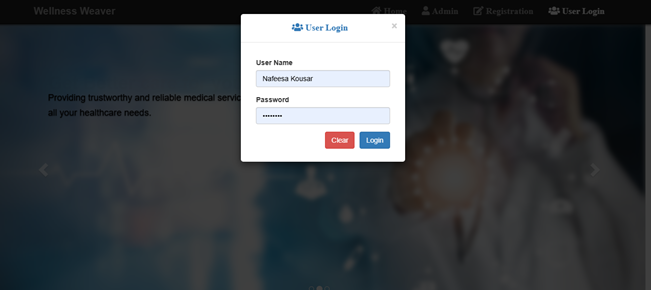 Wellness Weaver
Home Admin Registration User Login
User Login ×
User Name
Nafeesa Kousar
Password
••••••••
Clear Login
Providing trustworthy and reliable medical servic
all your healthcare needs.